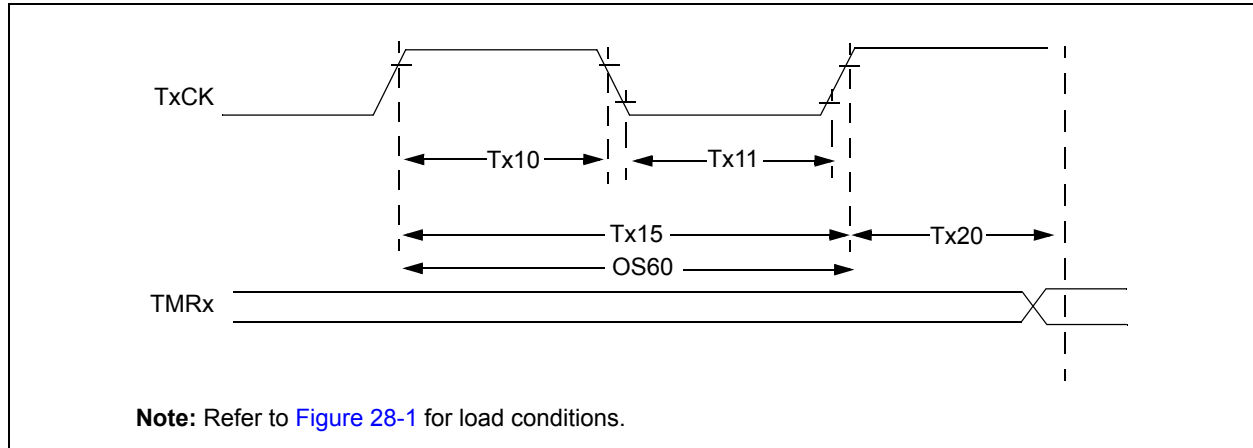 TxCK
Tx10
Tx11
Tx15
Tx20
OS60
TMRx
Note: Refer to Figure 28-1 for load conditions.